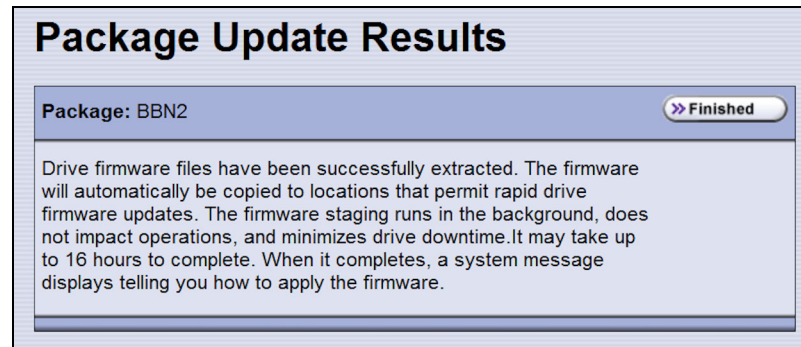 Package Update Results
Package: BBN2
Finished
Drive firmware files have been successfully extracted. The firmware
will automatically be copied to locations that permit rapid drive
firmware updates. The firmware staging runs in the background, does
not impact operations, and minimizes drive downtime.It may take up
to 16 hours to complete. When it completes, a system message
displays telling you how to apply the firmware.